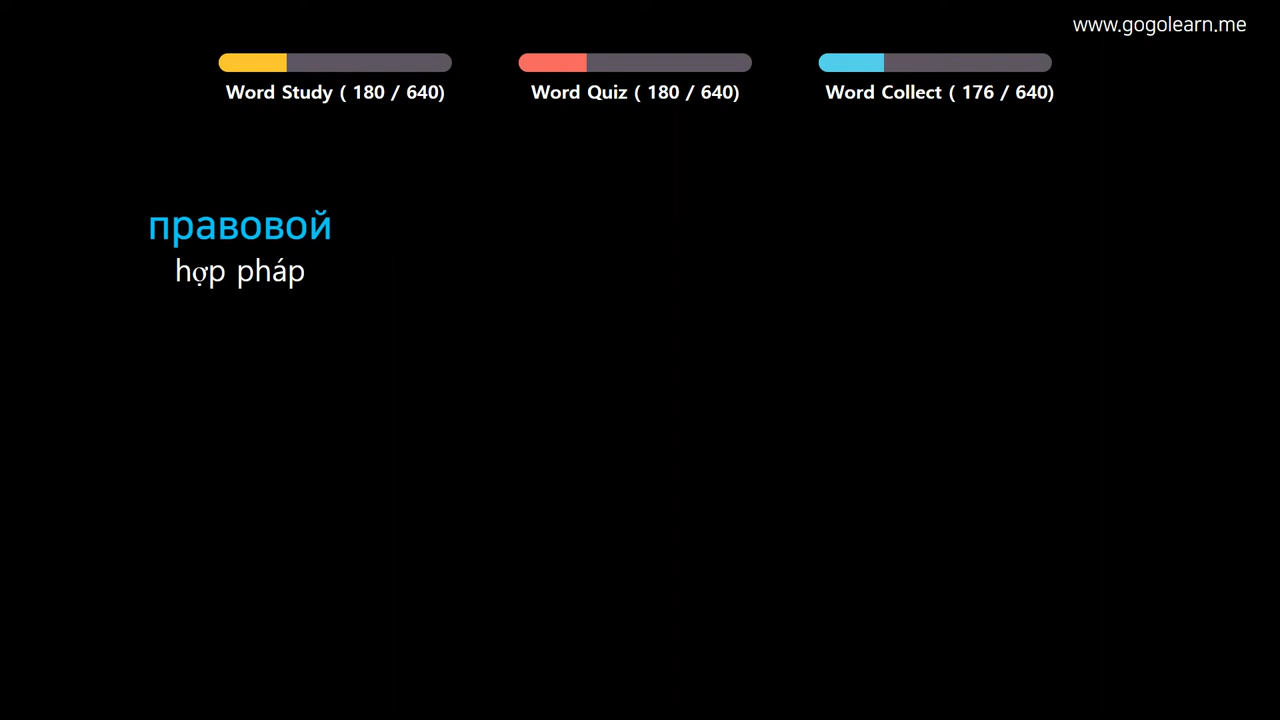 www.gogolearn.me
Word Study ( 180 / 640)
Word Quiz ( 180 / 640)
Word Collect ( 176 / 640)
правовой
hợp pháp